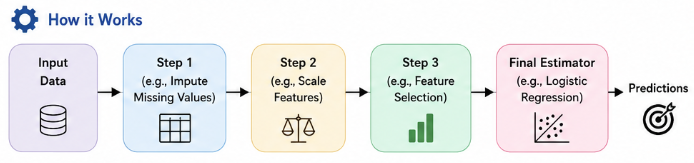 How it Works
Input
Data
Step 1
(e.g., Impute
Missing Values)
Step 2
(e.g., Scale
Features)
Step 3
(e.g., Feature
Selection)
Final Estimator
(e.g., Logistic
Regression)
Predictions